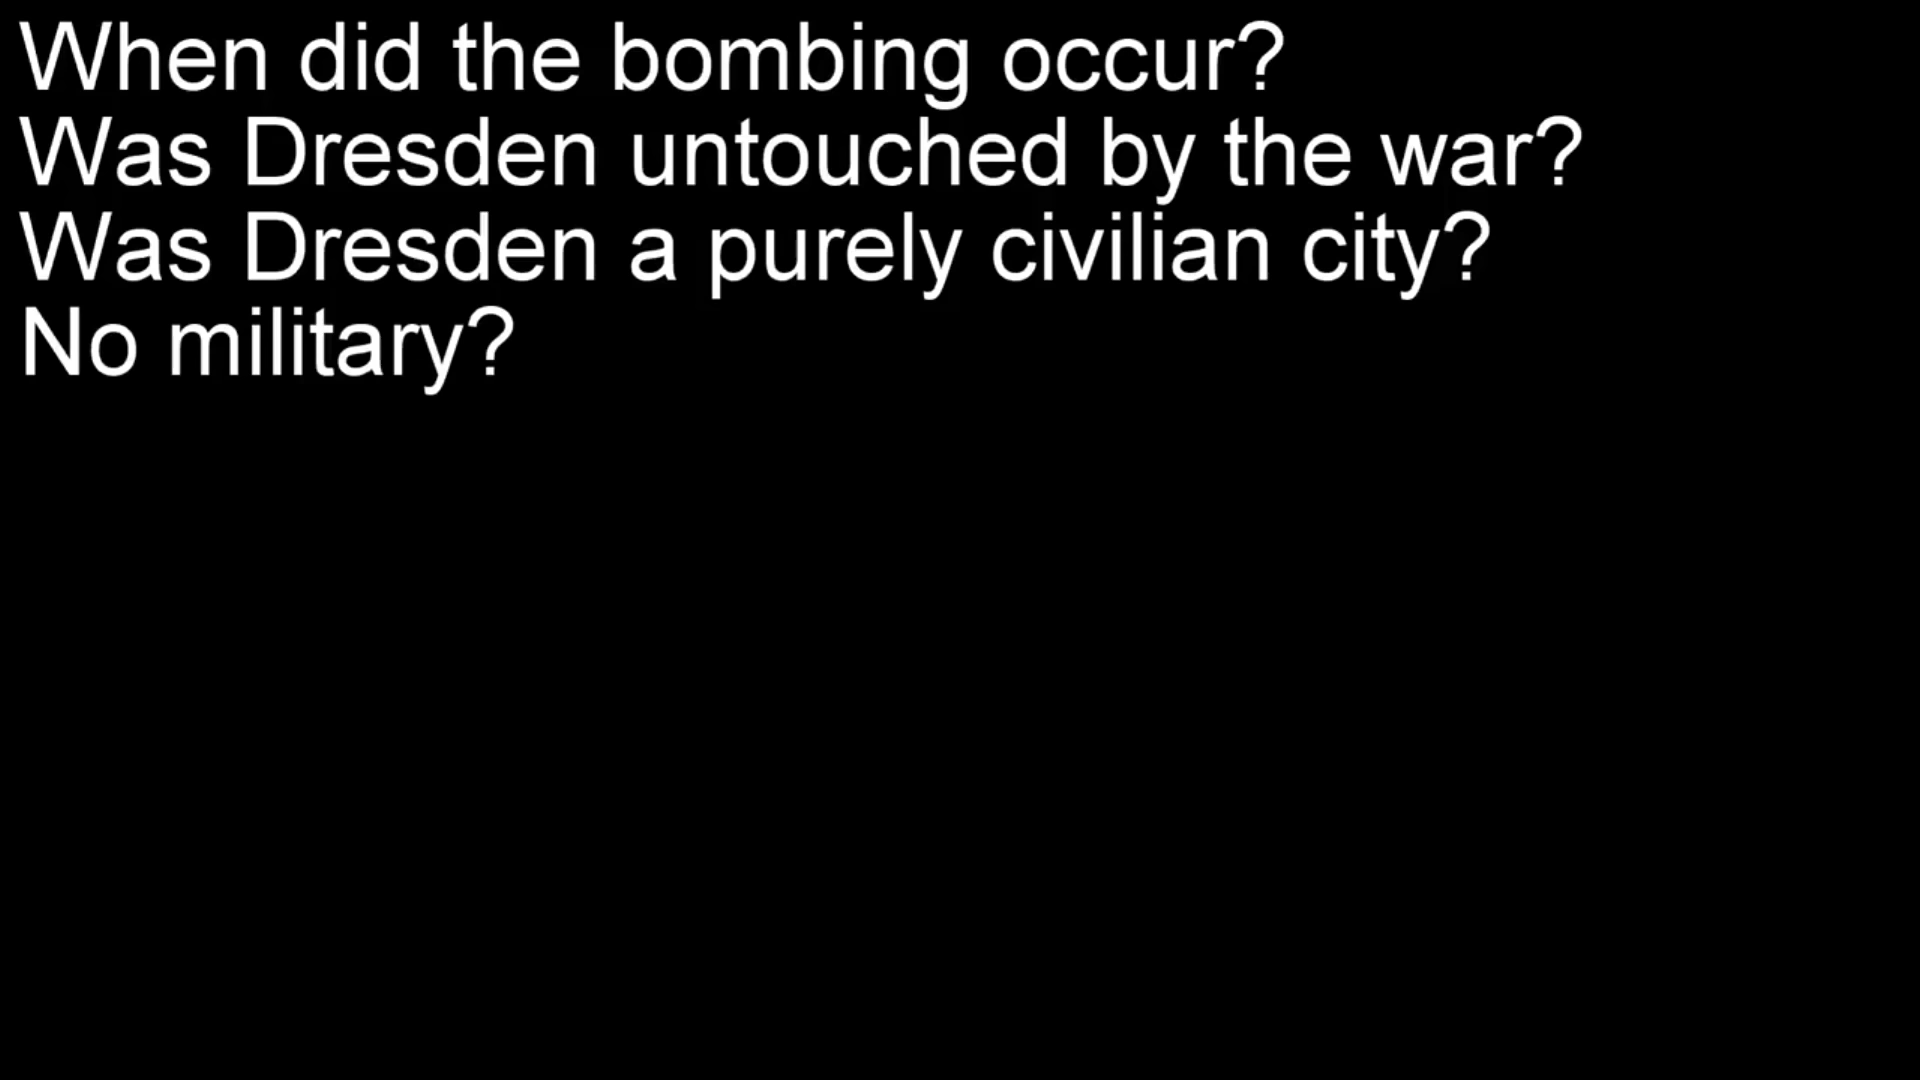 When did the bombing occur?
Was Dresden untouched by the war?
Was Dresden a purely civilian city?
No military?